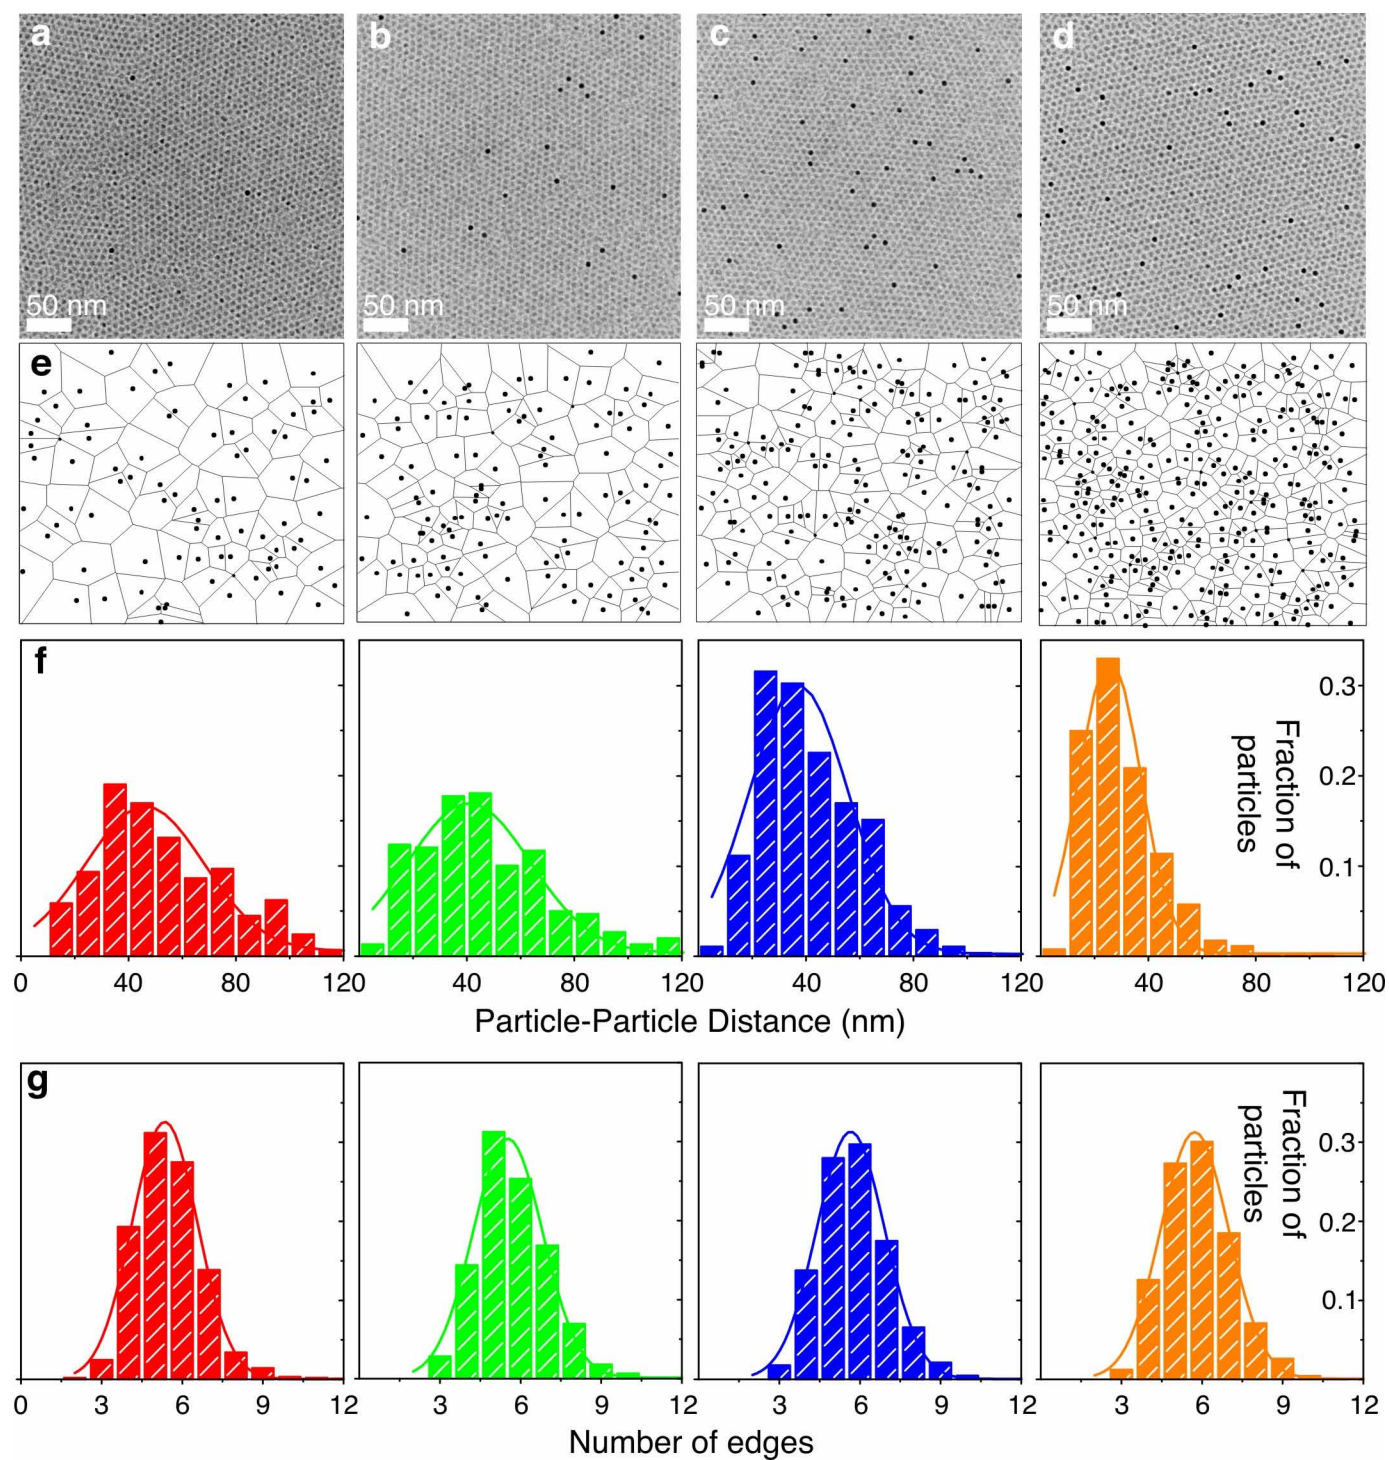 a b c d
50 nm 50 nm 50 nm 50 nm
e
f
Fraction of
particles
0.3
0.2
0.1
0 40 80 120 40 80 120 40 80 120 40 80 120
Particle-Particle Distance (nm)
g
Fraction of
particles
0.3
0.2
0.1
0 3 6 9 12 3 6 9 12 3 6 9 12 3 6 9 12
Number of edges